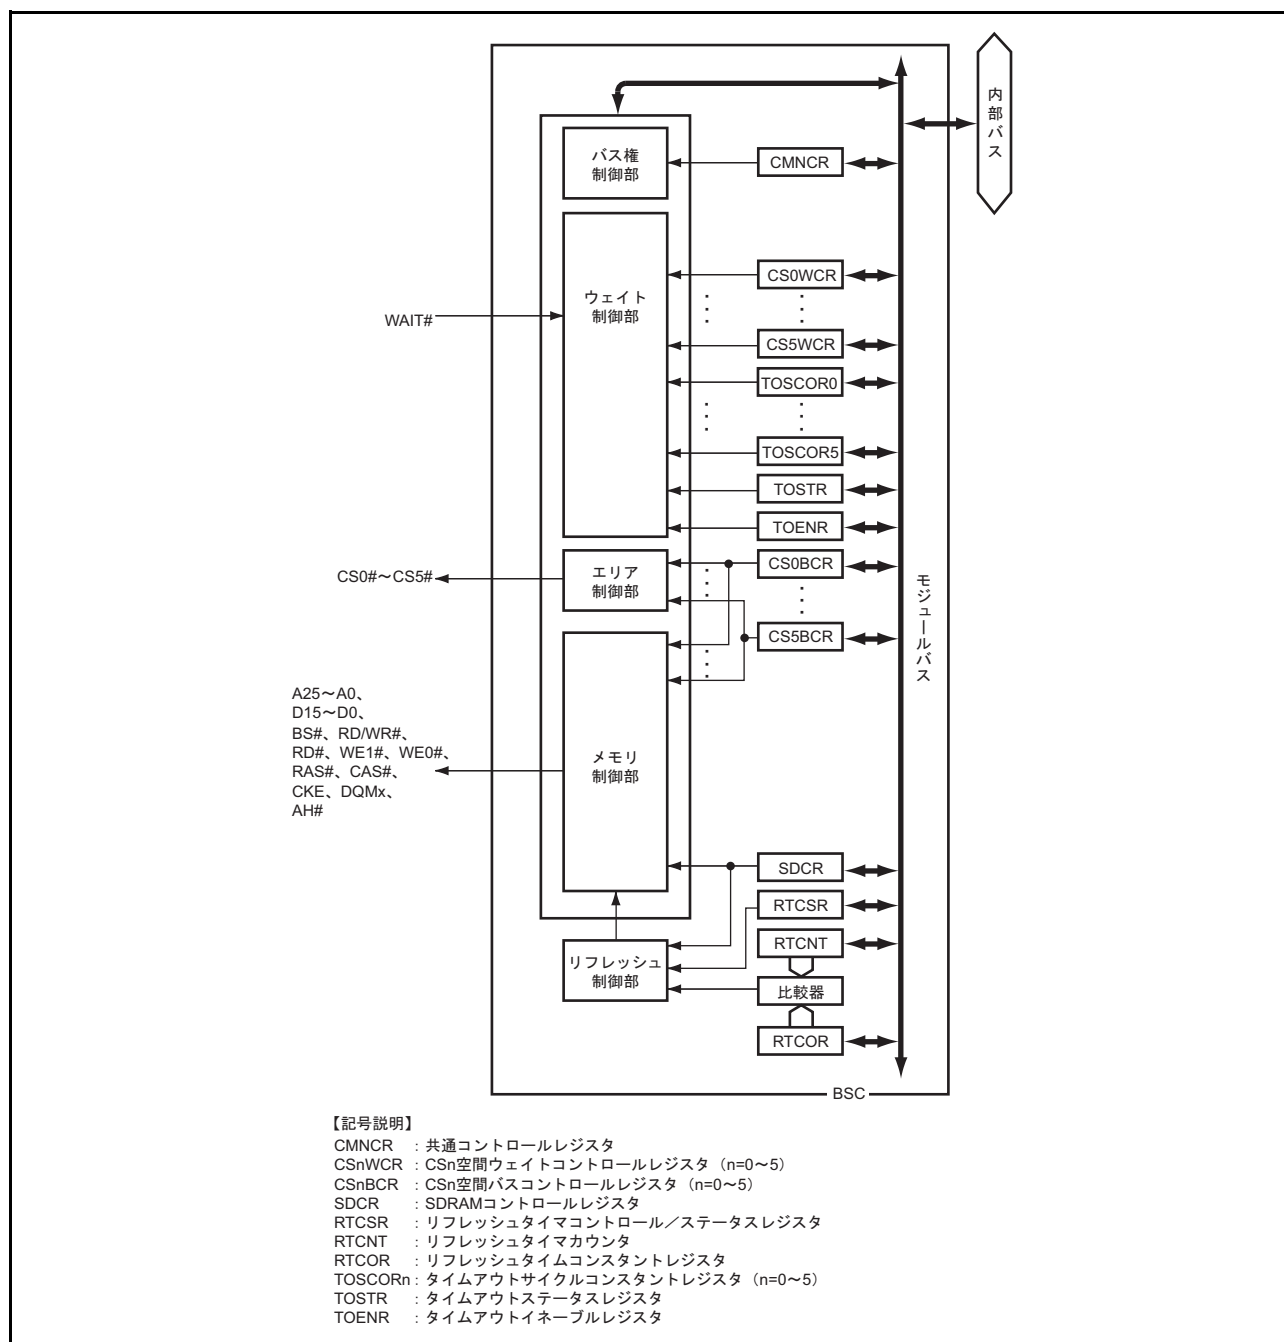 内部バス
バス権
制御部
CMNCR
ウェイト
制御部
CS0WCR
WAIT#
CS5WCR
TOSCOR0
TOSCOR5
TOSTR
TOENR
エリア
制御部
CS0BCR
CS0#～CS5#
モジュールバス
CS5BCR
A25～A0、
D15～D0、
BS#、RD/WR#、
RD#、WE1#、WE0#、
RAS#、CAS#、
CKE、DQMx、
AH#
メモリ
制御部
SDCR
RTCSR
RTCNT
リフレッシュ
制御部
比較器
RTCOR
BSC
【記号説明】
CMNCR : 共通コントロールレジスタ
CSnWCR : CSn空間ウェイトコントロールレジスタ（n=0～5）
CSnBCR : CSn空間バスコントロールレジスタ（n=0～5）
SDCR : SDRAMコントロールレジスタ
RTCSR : リフレッシュタイマコントロール／ステータスレジスタ
RTCNT : リフレッシュタイマカウンタ
RTCOR : リフレッシュタイムコンスタントレジスタ
TOSCORn : タイムアウトサイクルコンスタントレジスタ（n=0～5）
TOSTR : タイムアウトステータスレジスタ
TOENR : タイムアウトイネーブルレジスタ